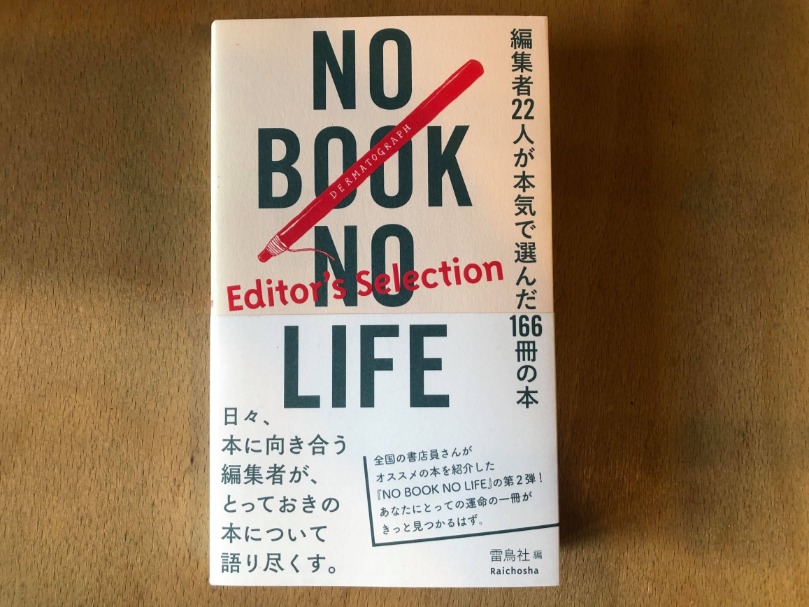 NO
BOOK
NO
LIFE
DERMATOGRAPH
Editor's Selection
編集者22人が本気で選んだ166冊の本
日々、
本に向き合う
編集者が、
とっておきの
本について
語り尽くす。
全国の書店員さんが
オススメの本を紹介した
『NO BOOK NO LIFE』の第2弾!
あなたにとっての運命の一冊が
きっと見つかるはず。
雷鳥社 編
Raichosha